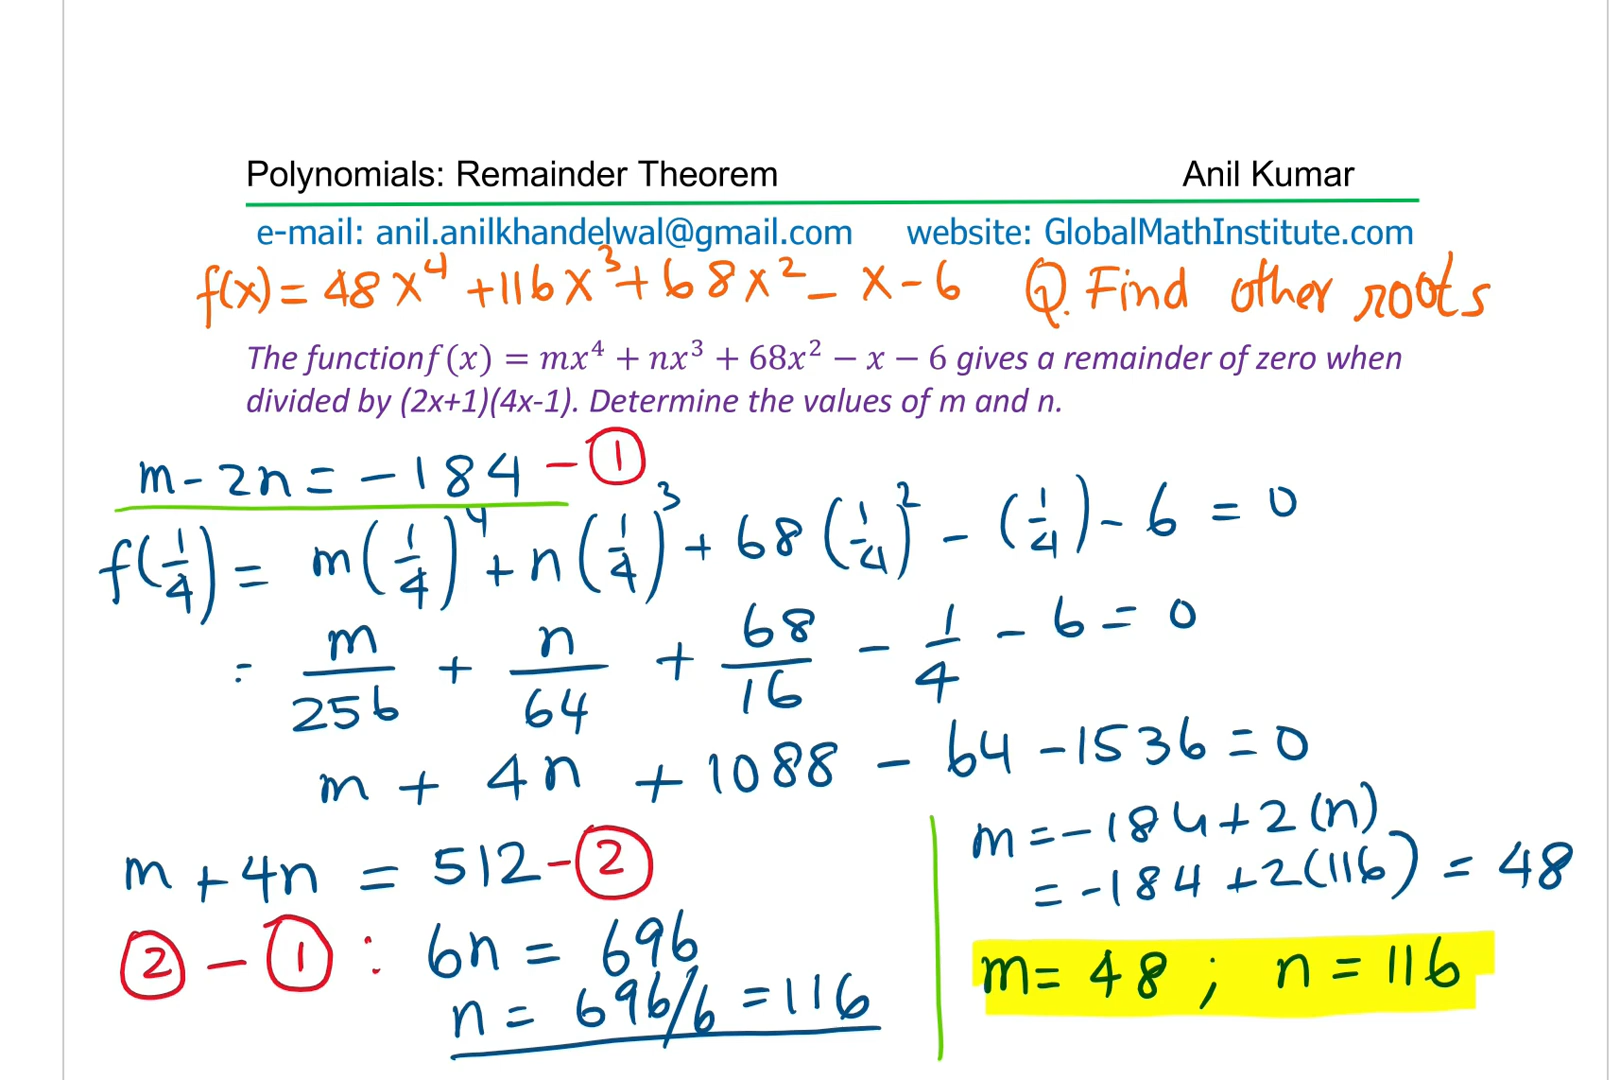 Polynomials: Remainder Theorem Anil Kumar
e-mail: anil.anilkhandelwal@gmail.com website: GlobalMathInstitute.com
f(x) = 48x⁴ + 116x³ + 68x² - x - 6 Q. Find other roots
The function f(x) = mx⁴ + nx³ + 68x² − x − 6 gives a remainder of zero when
divided by (2x+1)(4x-1). Determine the values of m and n.
m - 2n = -184 - ①
f(1/4) = m(1/4)⁴ + n(1/4)³ + 68(1/4)² - (1/4) - 6 = 0
= m/256 + n/64 + 68/16 - 1/4 - 6 = 0
m + 4n + 1088 - 64 - 1536 = 0
m + 4n = 512 - ②
② - ① : 6n = 696
n = 696/6 = 116
m = -184 + 2(n)
= -184 + 2(116) = 48
m = 48 ; n = 116